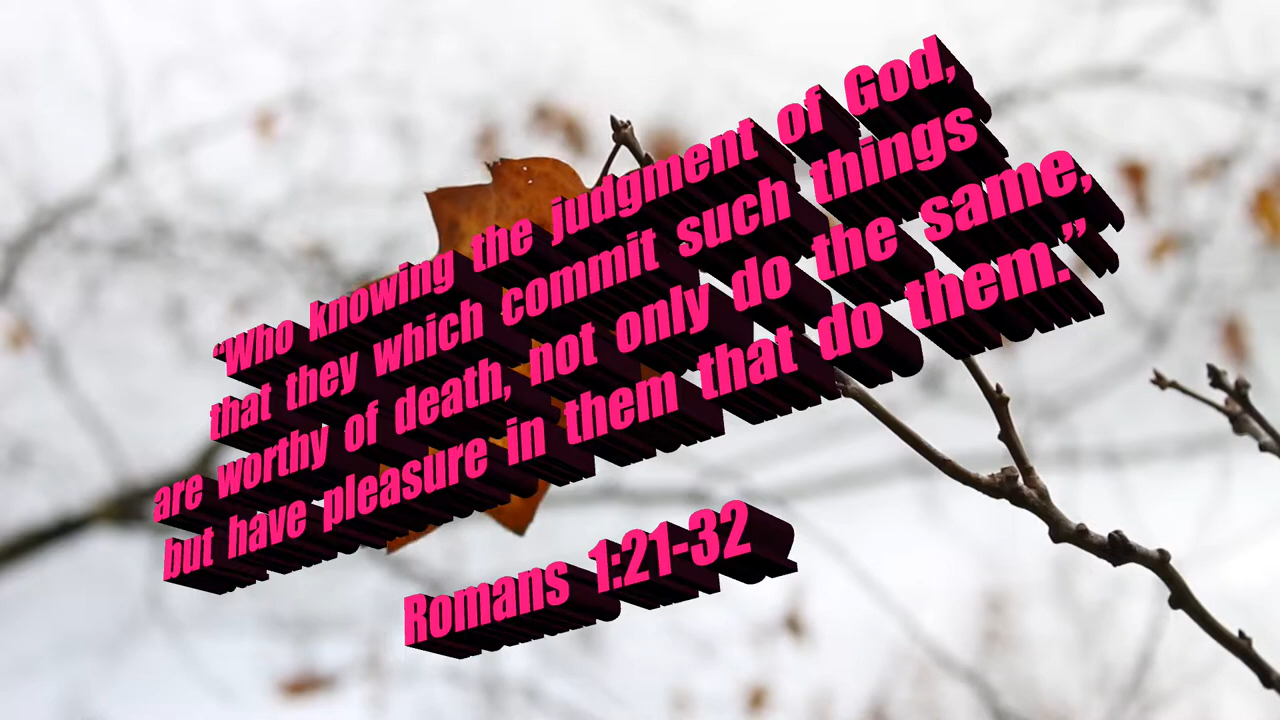 “Who knowing the judgment of God,
that they which commit such things
are worthy of death, not only do the same,
but have pleasure in them that do them.”
Romans 1:21-32